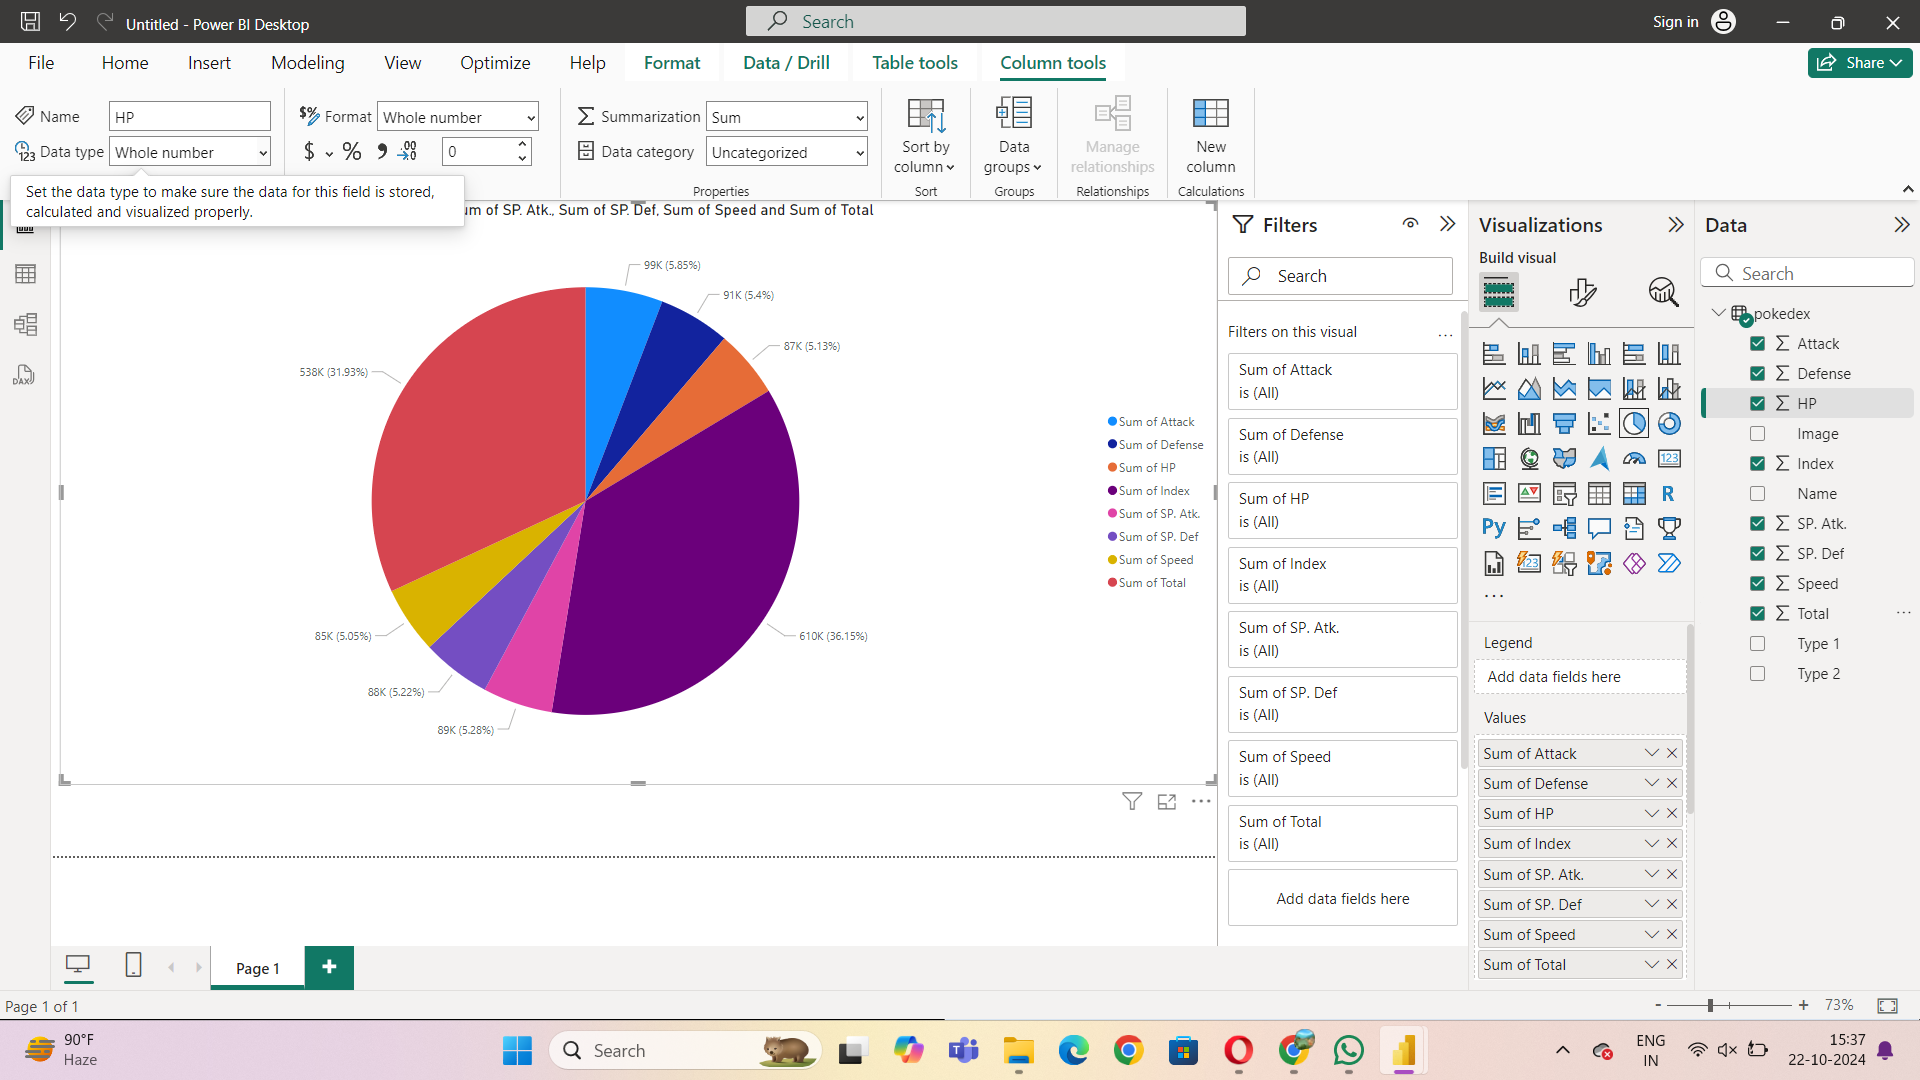 Untitled - Power BI Desktop
Search
Sign in
File
Home
Insert
Modeling
View
Optimize
Help
Format
Data / Drill
Table tools
Column tools
Share
Name
HP
Data type
Whole number
Format
Whole number
$
%
0
Summarization
Sum
Data category
Uncategorized
Properties
Sort by
column
Sort
Data
groups
Groups
Manage
relationships
Relationships
New
column
Calculations
Set the data type to make sure the data for this field is stored,
calculated and visualized properly.
of SP. Atk., Sum of SP. Def, Sum of Speed and Sum of Total
99K (5.85%)
91K (5.4%)
87K (5.13%)
538K (31.93%)
85K (5.05%)
610K (36.15%)
88K (5.22%)
89K (5.28%)
Sum of Attack
Sum of Defense
Sum of HP
Sum of Index
Sum of SP. Atk.
Sum of SP. Def
Sum of Speed
Sum of Total
Filters
Search
Filters on this visual
Sum of Attack
is (All)
Sum of Defense
is (All)
Sum of HP
is (All)
Sum of Index
is (All)
Sum of SP. Atk.
is (All)
Sum of SP. Def
is (All)
Sum of Speed
is (All)
Sum of Total
is (All)
Add data fields here
Visualizations
Build visual
123
R
Py
123
Legend
Add data fields here
Values
Sum of Attack
Sum of Defense
Sum of HP
Sum of Index
Sum of SP. Atk.
Sum of SP. Def
Sum of Speed
Sum of Total
Data
Search
pokedex
Attack
Defense
HP
Image
Index
Name
SP. Atk.
SP. Def
Speed
Total
Type 1
Type 2
DAX
Page 1
Page 1 of 1
- + 73%
90°F
Haze
Search
ENG
IN
15:37
22-10-2024